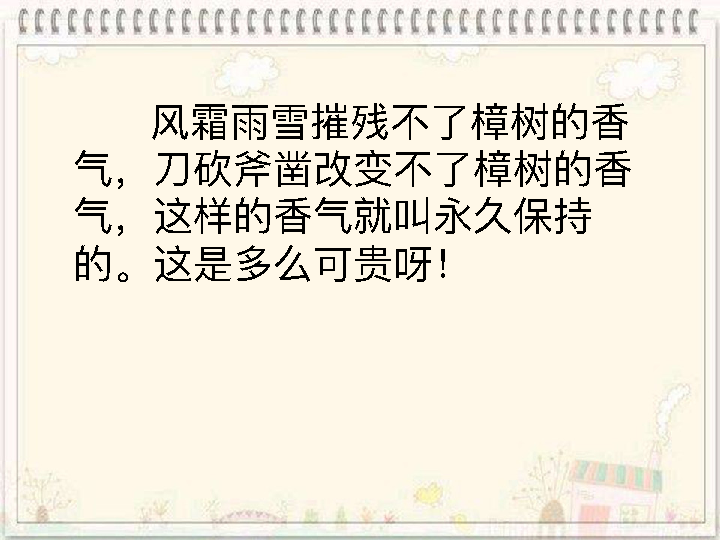 风霜雨雪摧残不了樟树的香
气，刀砍斧凿改变不了樟树的香
气，这样的香气就叫永久保持
的。这是多么可贵呀！